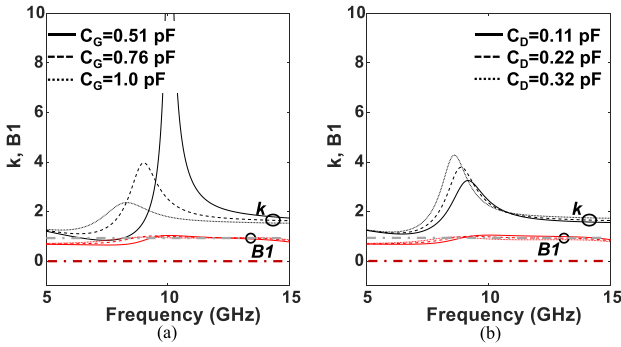 C_G=0.51 pF
C_G=0.76 pF
C_G=1.0 pF
k, B1
10
8
6
4
2
0
k
B1
5
10
15
Frequency (GHz)
(a)
C_D=0.11 pF
C_D=0.22 pF
C_D=0.32 pF
k, B1
10
8
6
4
2
0
k
B1
5
10
15
Frequency (GHz)
(b)